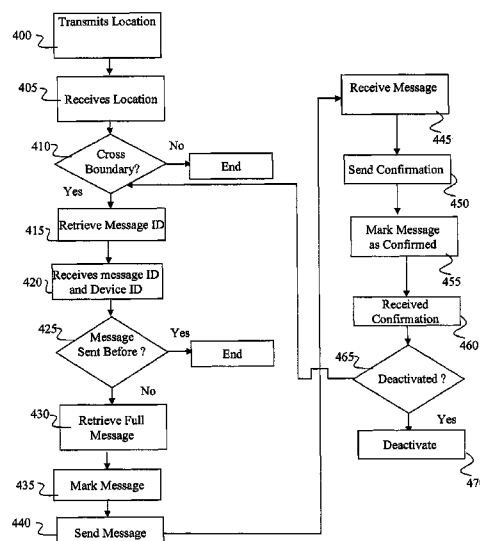 Transmits Location
400
405
Receives Location
410
Cross
Boundary?
No
End
Yes
415
Retrieve Message ID
420
Receives message ID
and Device ID
425
Message
Sent Before ?
Yes
End
No
430
Retrieve Full
Message
435
Mark Message
440
Send Message
Receive Message
445
Send Confirmation
450
Mark Message
as Confirmed
455
Received
Confirmation
460
465
Deactivated ?
Yes
Deactivate
470